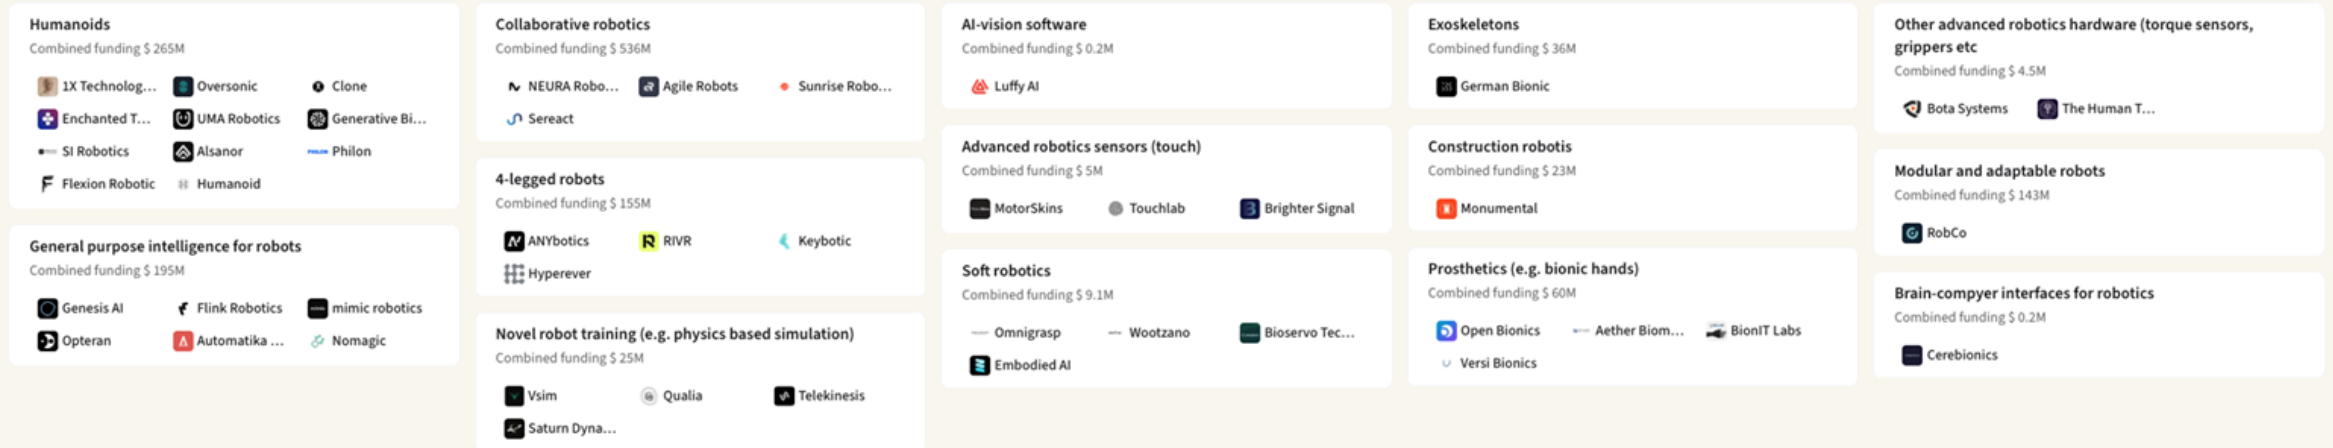 Humanoids
Combined funding $ 265M
1X Technolog... Oversonic Clone
Enchanted T... UMA Robotics Generative Bi...
SI Robotics Alsanor Philon
Flexion Robotic Humanoid
General purpose intelligence for robots
Combined funding $ 195M
Genesis AI Flink Robotics mimic robotics
Opteran Automatika ... Nomagic
Collaborative robotics
Combined funding $ 536M
NEURA Robo... Agile Robots Sunrise Robo...
Sereact
4-legged robots
Combined funding $ 155M
ANYbotics RIVR Keybotic
Hyperever
Novel robot training (e.g. physics based simulation)
Combined funding $ 25M
Vsim Qualia Telekinesis
Saturn Dyna...
AI-vision software
Combined funding $ 0.2M
Luffy AI
Advanced robotics sensors (touch)
Combined funding $ 5M
MotorSkins Touchlab Brighter Signal
Soft robotics
Combined funding $ 9.1M
Omnigrasp Wootzano Bioservo Tec...
Embodied AI
Exoskeletons
Combined funding $ 36M
German Bionic
Construction robotis
Combined funding $ 23M
Monumental
Prosthetics (e.g. bionic hands)
Combined funding $ 60M
Open Bionics Aether Biom... BionIT Labs
Versi Bionics
Other advanced robotics hardware (torque sensors,
grippers etc
Combined funding $ 4.5M
Bota Systems The Human T...
Modular and adaptable robots
Combined funding $ 143M
RobCo
Brain-compyer interfaces for robotics
Combined funding $ 0.2M
Cerebionics